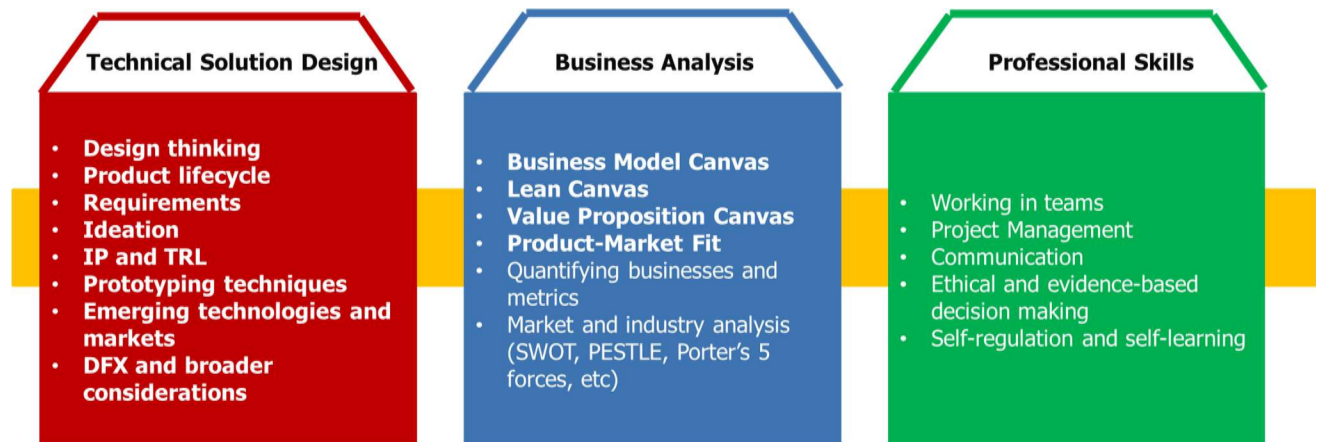 Technical Solution Design
• Design thinking
• Product lifecycle
• Requirements
• Ideation
• IP and TRL
• Prototyping techniques
• Emerging technologies and
markets
• DFX and broader
considerations
Business Analysis
• Business Model Canvas
• Lean Canvas
• Value Proposition Canvas
• Product-Market Fit
• Quantifying businesses and
metrics
• Market and industry analysis
(SWOT, PESTLE, Porter's 5
forces, etc)
Professional Skills
• Working in teams
• Project Management
• Communication
• Ethical and evidence-based
decision making
• Self-regulation and self-learning